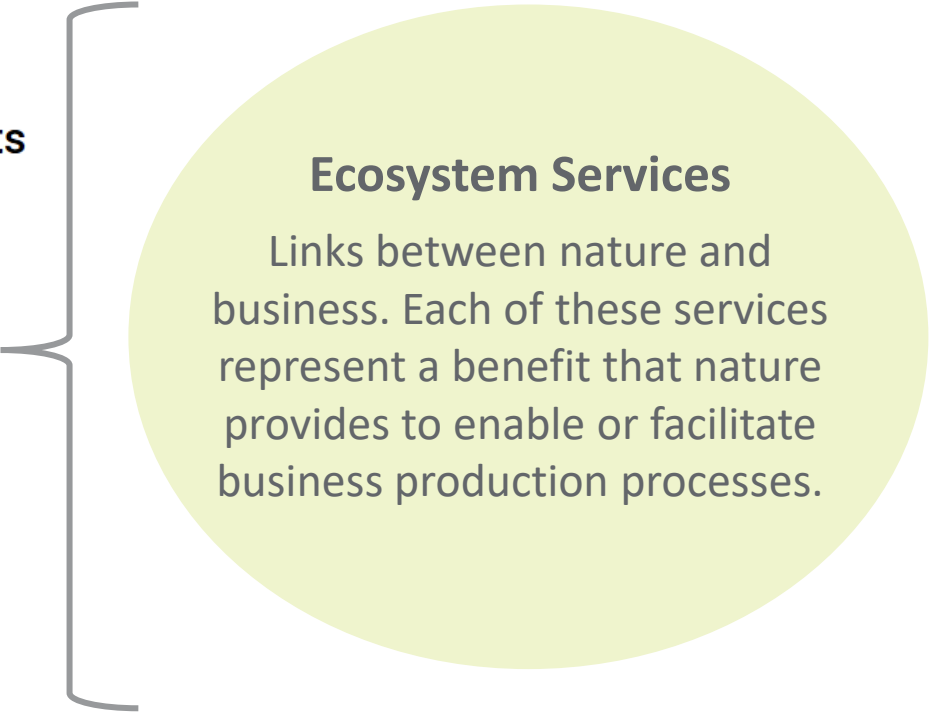 ts
Ecosystem Services
Links between nature and
business. Each of these services
represent a benefit that nature
provides to enable or facilitate
business production processes.